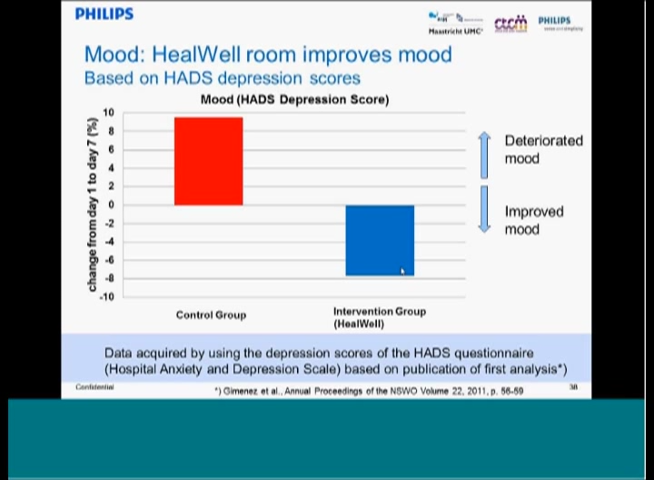 PHILIPS
Maastricht UMC+
ctcm
PHILIPS
Mood: HealWell room improves mood
Based on HADS depression scores
Mood (HADS Depression Score)
change from day 1 to day 7 (%)
10
8
6
4
2
0
-2
-4
-6
-8
-10
Deteriorated
mood
Improved
mood
Control Group
Intervention Group
(HealWell)
Data acquired by using the depression scores of the HADS questionnaire
(Hospital Anxiety and Depression Scale) based on publication of first analysis*)
Confidential
*) Gimenez et al., Annual Proceedings of the NSWO Volume 22, 2011, p. 56-59
38